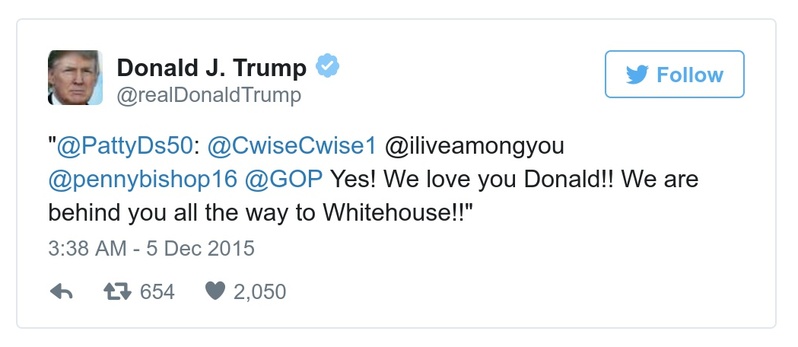 Donald J. Trump
@realDonaldTrump
Follow
"@PattyDs50: @CwiseCwise1 @iliveamongyou
@pennybishop16 @GOP Yes! We love you Donald!! We are
behind you all the way to Whitehouse!!"
3:38 AM - 5 Dec 2015
654 2,050